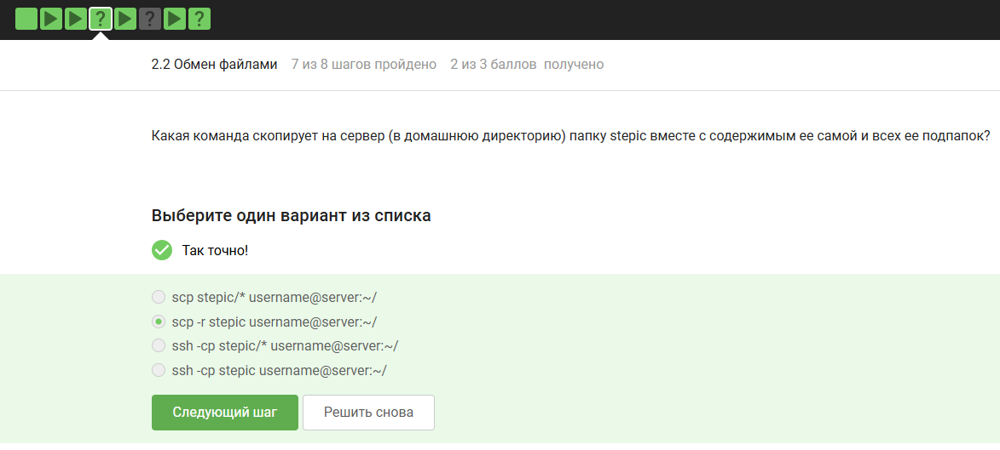 ? ? ?
2.2 Обмен файлами 7 из 8 шагов пройдено 2 из 3 баллов получено
Какая команда скопирует на сервер (в домашнюю директорию) папку stepic вместе с содержимым ее самой и всех ее подпапок?
Выберите один вариант из списка
Так точно!
scp stepic/* username@server:~/
scp -r stepic username@server:~/
ssh -cp stepic/* username@server:~/
ssh -cp stepic username@server:~/
Следующий шаг Решить снова